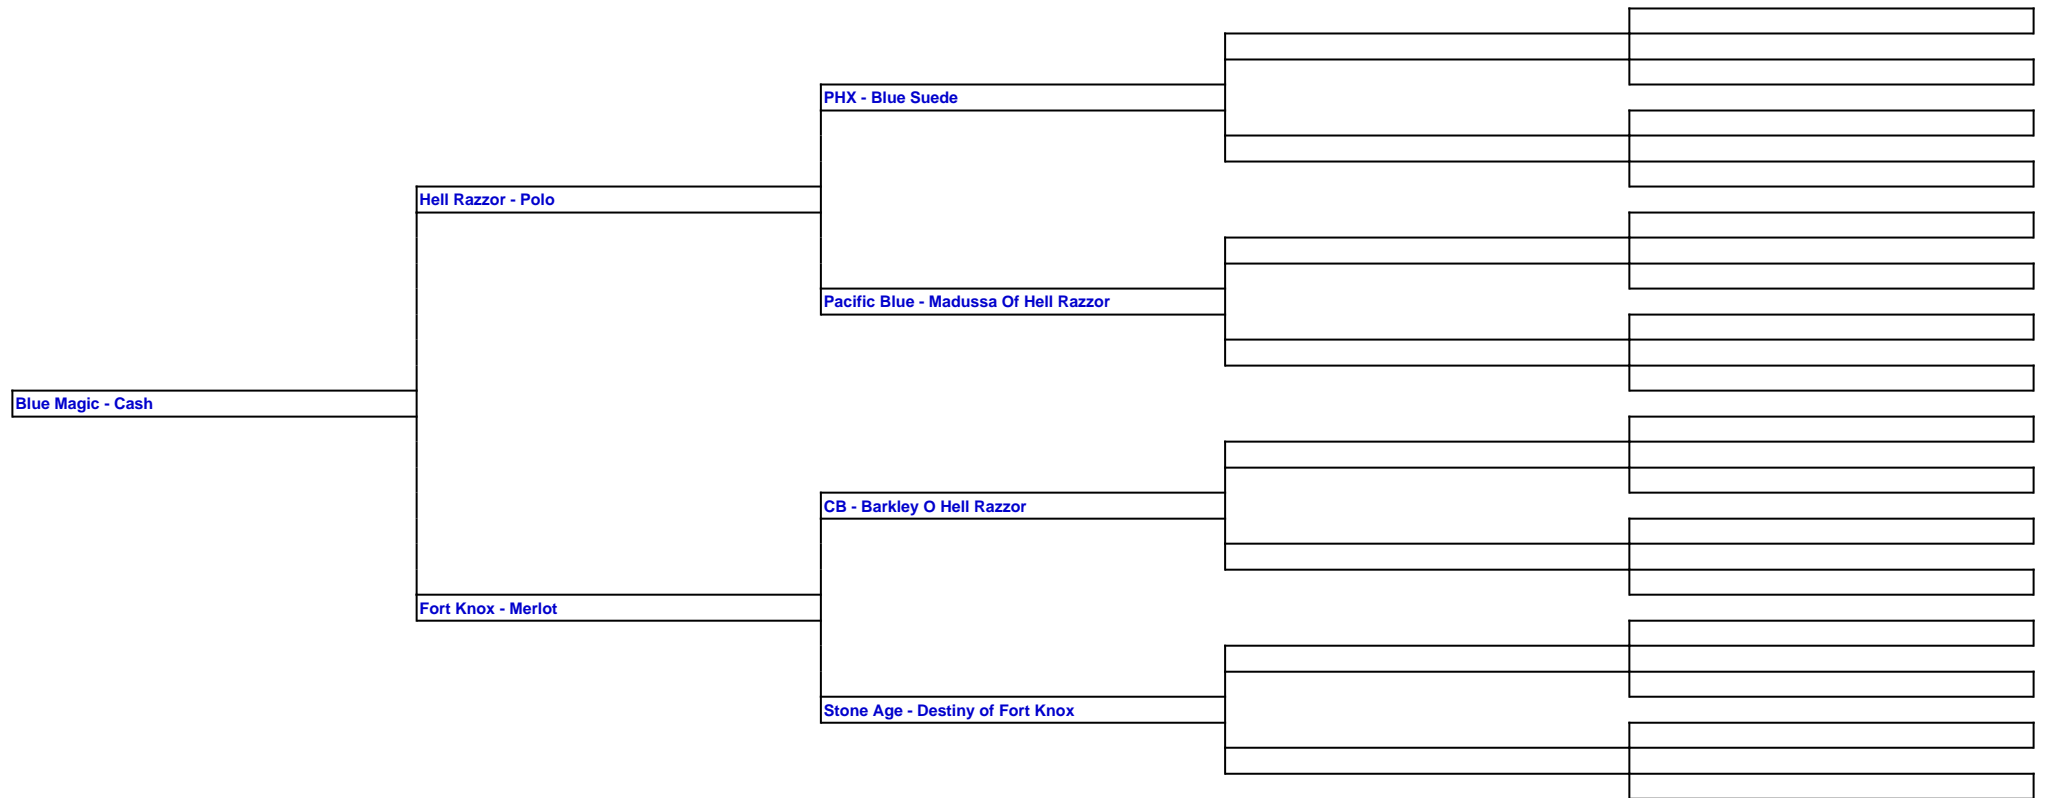 PHX - Blue Suede
Hell Razzor - Polo
Pacific Blue - Madussa Of Hell Razzor
Blue Magic - Cash
CB - Barkley O Hell Razzor
Fort Knox - Merlot
Stone Age - Destiny of Fort Knox